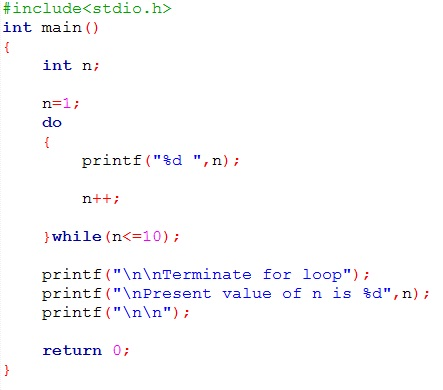 #include<stdio.h>
int main()
{
    int n;

    n=1;
    do
    {
        printf("%d ",n);

        n++;

    }while(n<=10);

    printf("\n\nTerminate for loop");
    printf("\nPresent value of n is %d",n);
    printf("\n\n");

    return 0;
}